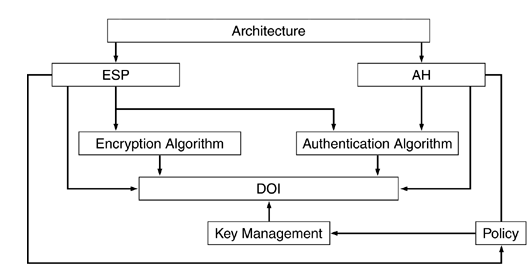 Architecture
ESP
AH
Encryption Algorithm
Authentication Algorithm
DOI
Key Management
Policy